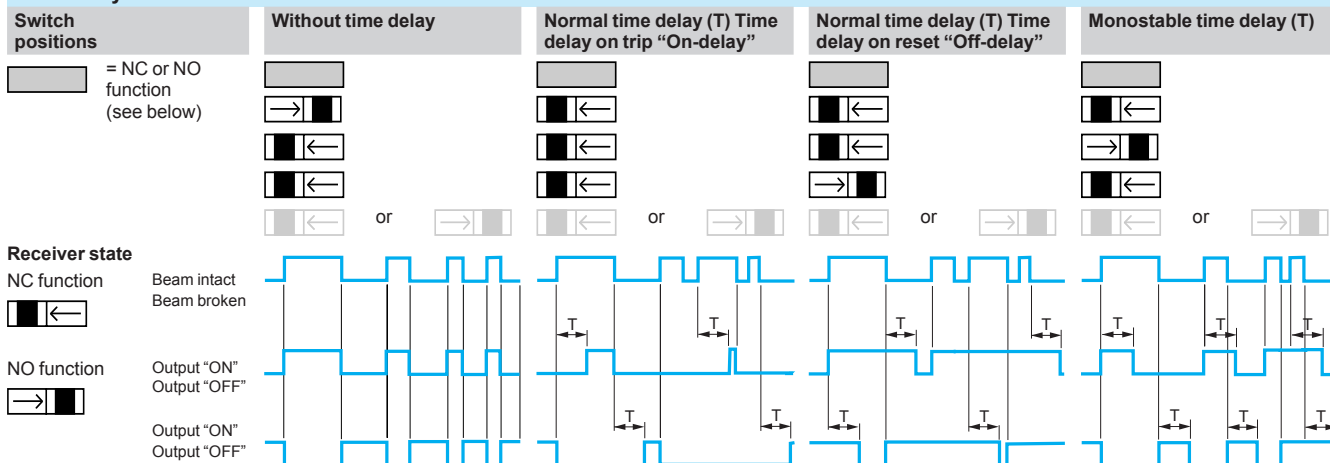 Switch positions
Without time delay
Normal time delay (T) Time delay on trip “On-delay”
Normal time delay (T) Time delay on reset “Off-delay”
Monostable time delay (T)
= NC or NO
function
(see below)
or
or
or
or
Receiver state
NC function
Beam intact
Beam broken
T
T
T
T
T
T
T
NO function
Output “ON”
Output “OFF”
T
T
T
T
T
T
T
Output “ON”
Output “OFF”